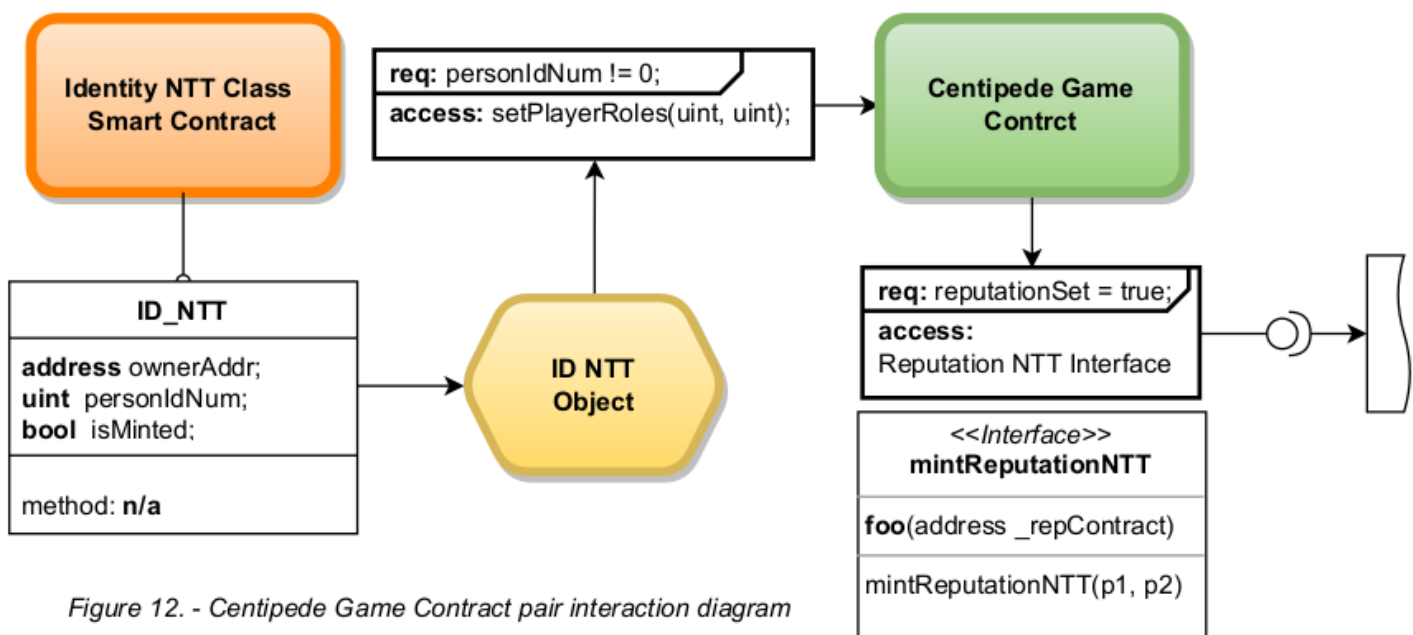 Identity NTT Class
Smart Contract
req: personIdNum != 0;
access: setPlayerRoles(uint, uint);
Centipede Game
Contrct
ID_NTT
address ownerAddr;
uint personIdNum;
bool isMinted;
method: n/a
ID NTT
Object
req: reputationSet = true;
access:
Reputation NTT Interface
<<Interface>>
mintReputationNTT
foo(address _repContract)
mintReputationNTT(p1, p2)
Figure 12. - Centipede Game Contract pair interaction diagram